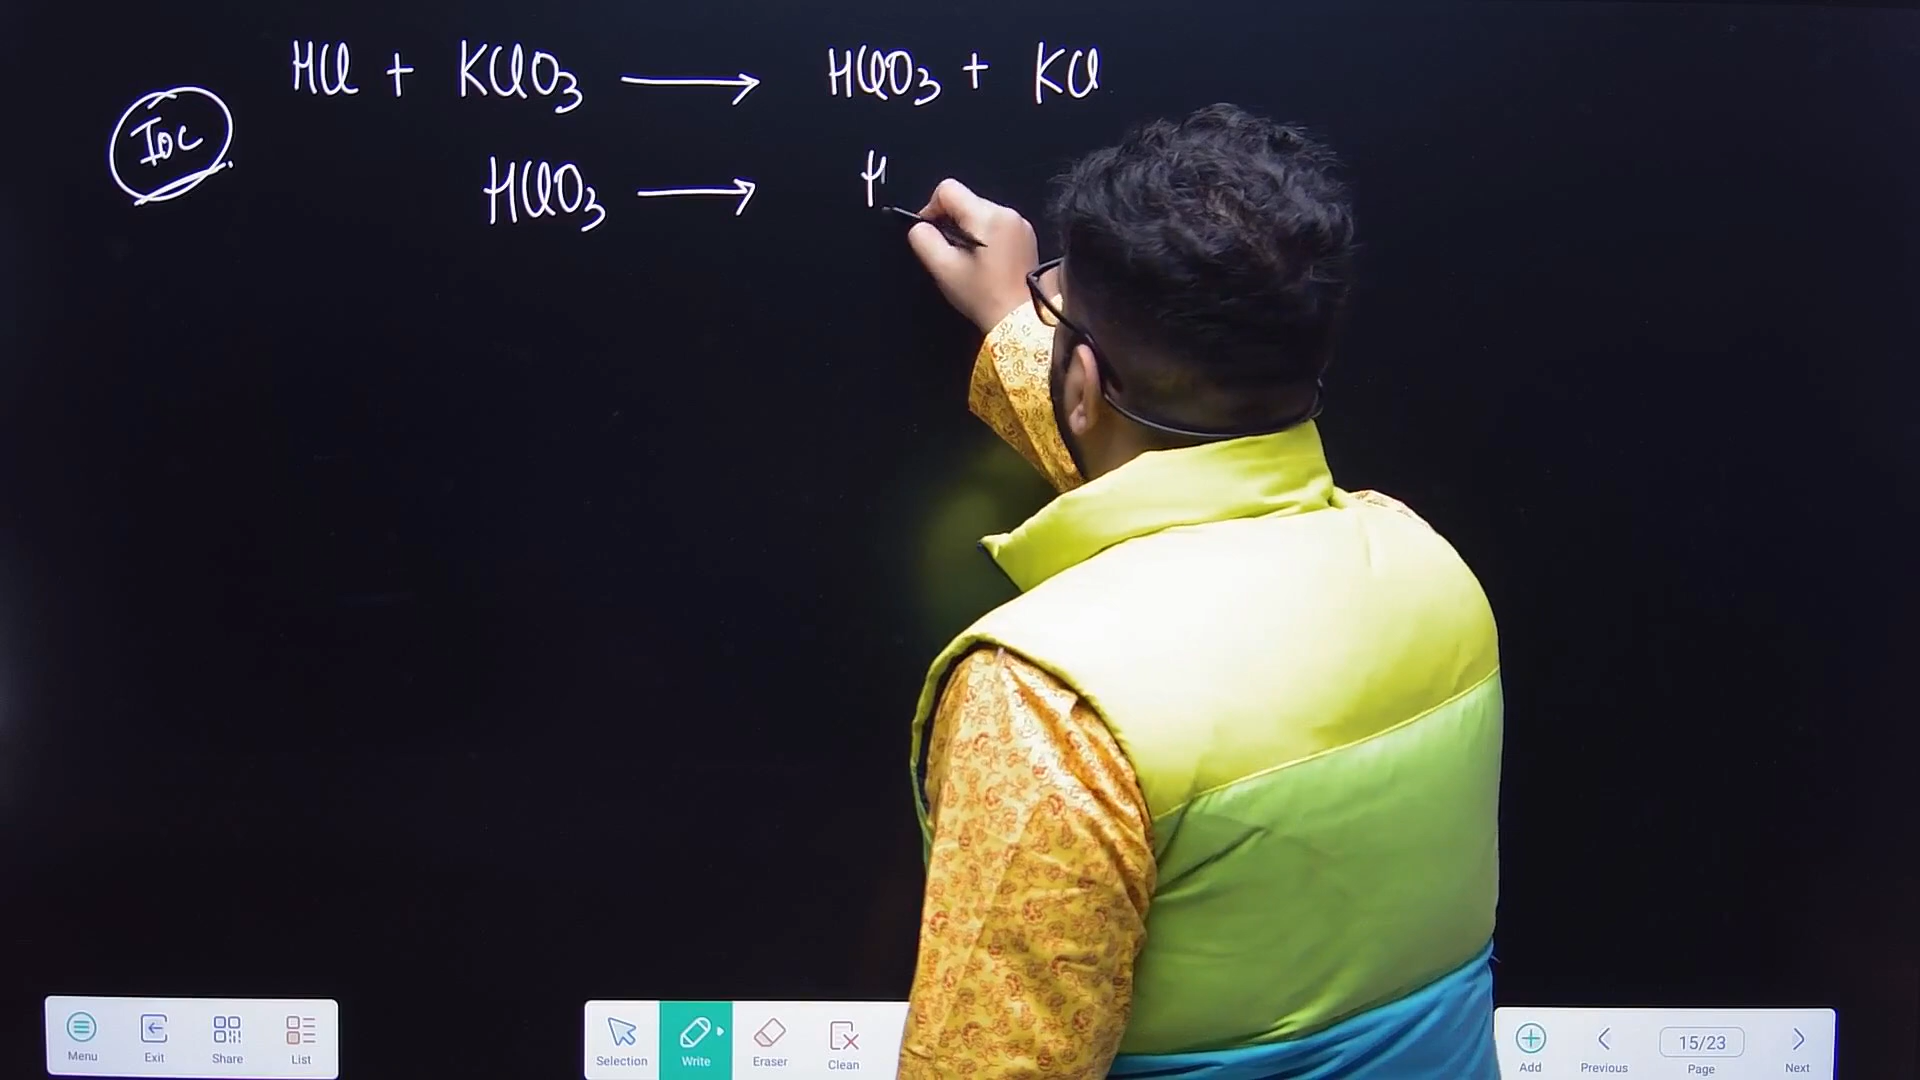 HCl + KClO3 ⟶ HClO3 + KCl
IOC
HClO3 ⟶ H
Menu Exit Share List
Selection Write Eraser Clean
Add Previous 15/23 Page Next